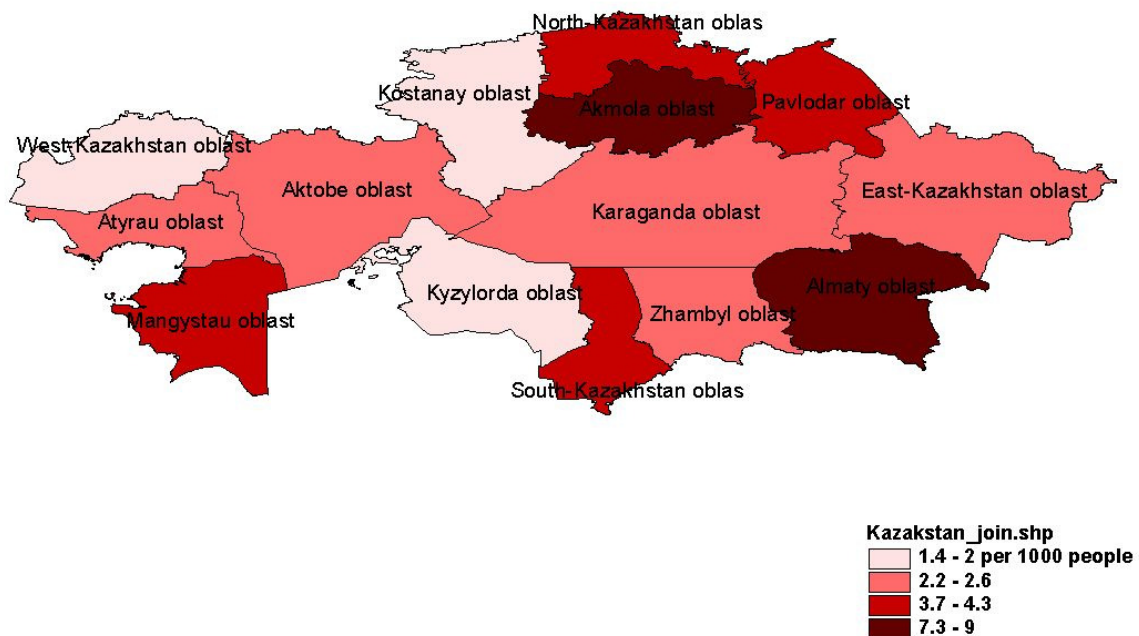 North-Kazakhstan oblas
Kostanay oblast
Akmola oblast
Pavlodar oblast
West-Kazakhstan oblast
Aktobe oblast
East-Kazakhstan oblast
Atyrau oblast
Karaganda oblast
Kyzylorda oblast
Almaty oblast
Mangystau oblast
Zhambyl oblast
South-Kazakhstan oblas
Kazakstan_join.shp
1.4 - 2 per 1000 people
2.2 - 2.6
3.7 - 4.3
7.3 - 9